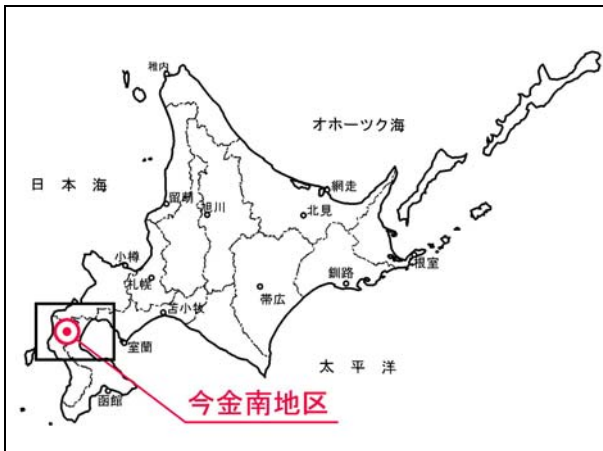 稚内
オホーツク海
日本海
網走
留萌
旭川
北見
小樽
根室
札幌
釧路
帯広
苫小牧
室蘭
太平洋
函館
今金南地区